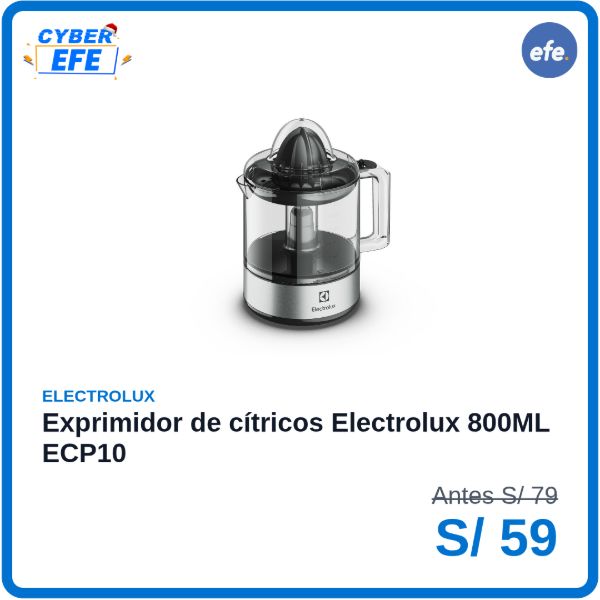 CYBER
EFE
efe.
Electrolux
ELECTROLUX
Exprimidor de cítricos Electrolux 800ML
ECP10
Antes S/ 79
S/ 59